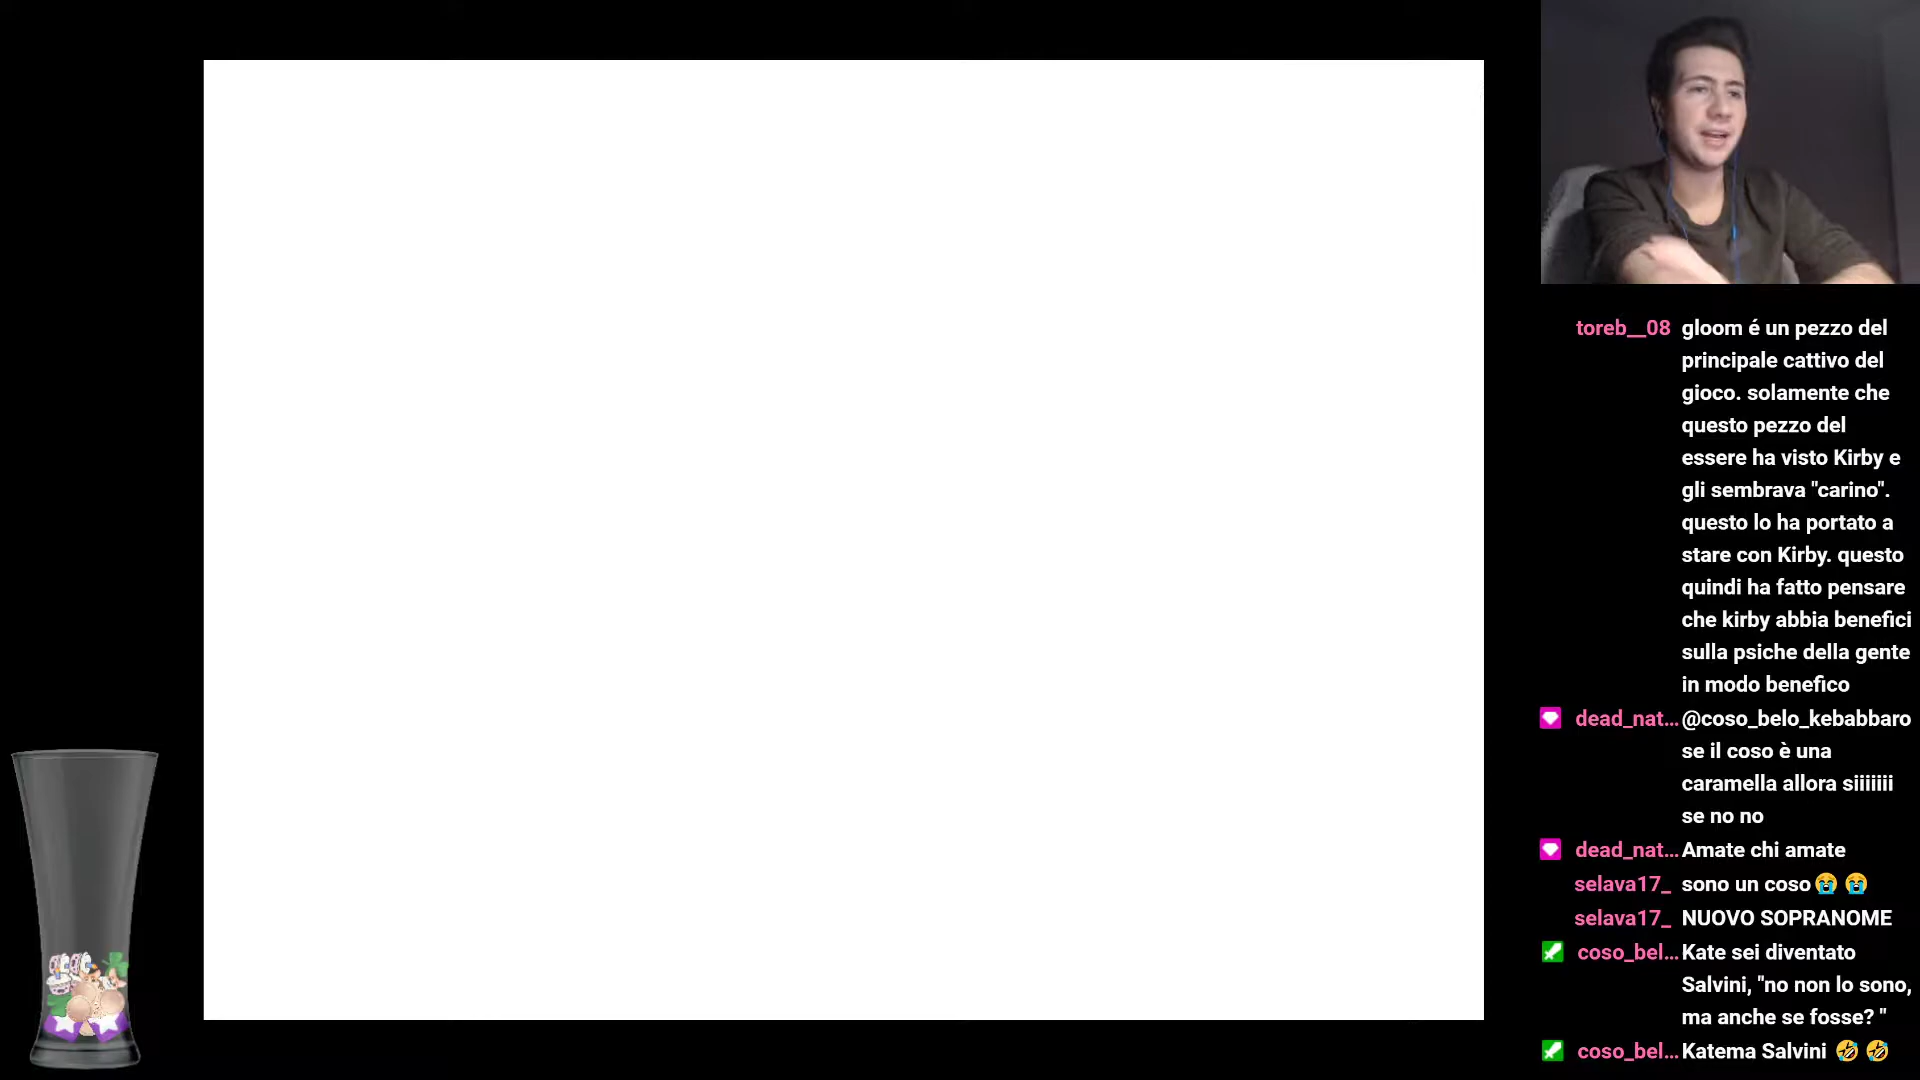 toreb__08 gloom é un pezzo del
principale cattivo del
gioco. solamente che
questo pezzo del
essere ha visto Kirby e
gli sembrava "carino".
questo lo ha portato a
stare con Kirby. questo
quindi ha fatto pensare
che kirby abbia benefici
sulla psiche della gente
in modo benefico
dead_nat... @coso_belo_kebabbaro
se il coso è una
caramella allora siiiiiii
se no no
dead_nat... Amate chi amate
selava17_ sono un coso😭 😭
selava17_ NUOVO SOPRANOME
coso_bel... Kate sei diventato
Salvini, "no non lo sono,
ma anche se fosse? "
coso_bel... Katema Salvini 🤣 🤣